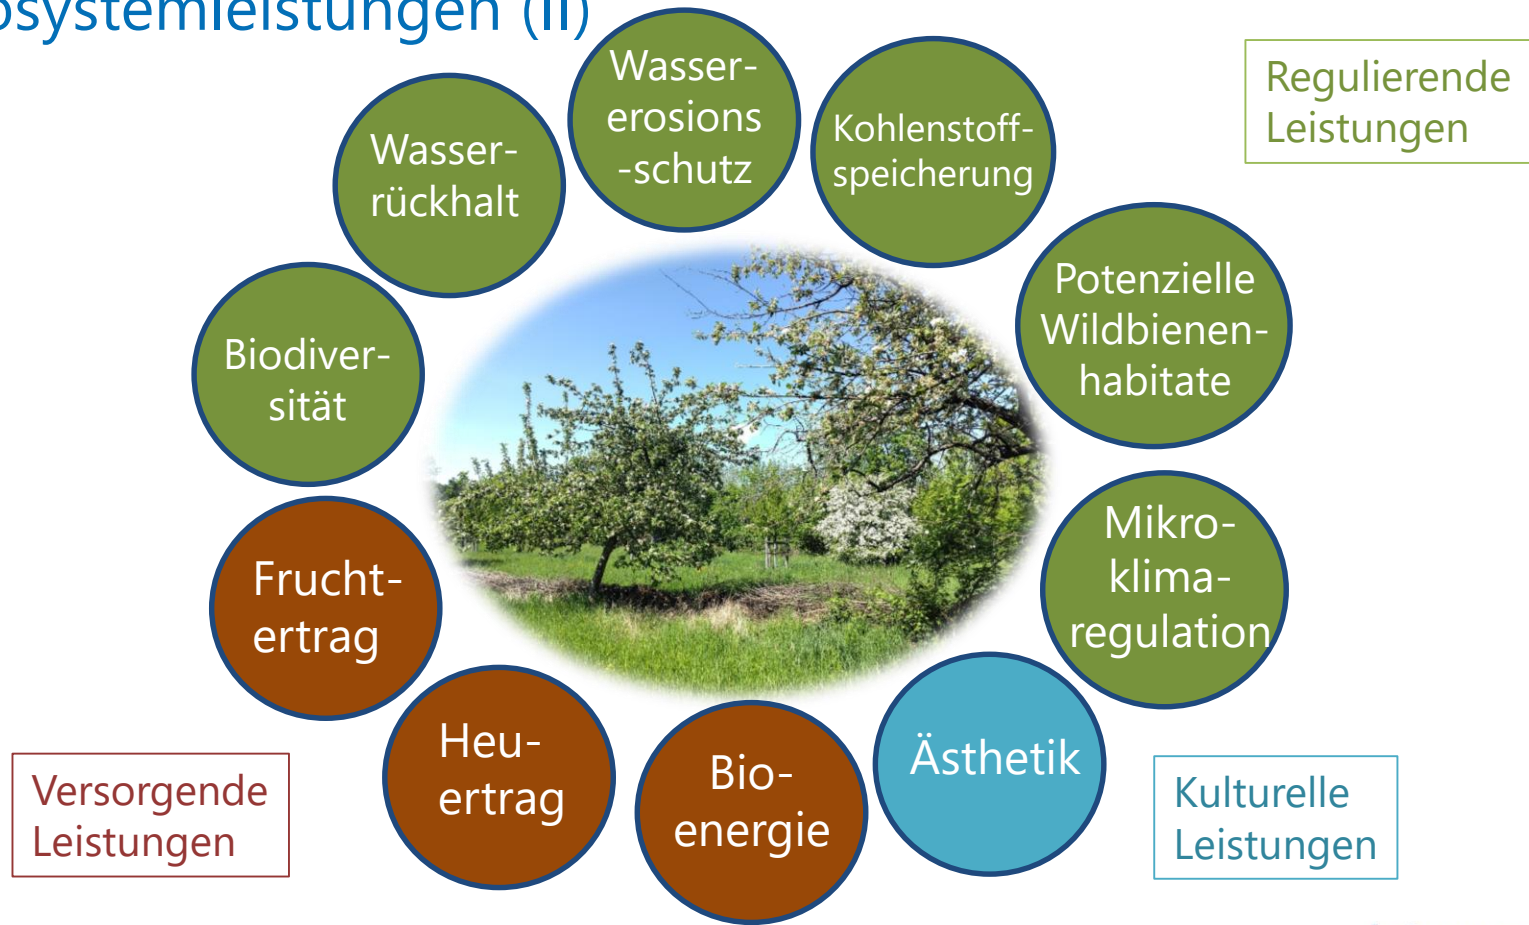 osystemleistungen (II)
Wasser-
erosions
-schutz
Kohlenstoff-
speicherung
Regulierende
Leistungen
Wasser-
rückhalt
Potenzielle
Wildbienen-
habitate
Biodiver-
sität
Mikro-
klima-
regulation
Frucht-
ertrag
Heu-
ertrag
Bio-
energie
Ästhetik
Versorgende
Leistungen
Kulturelle
Leistungen